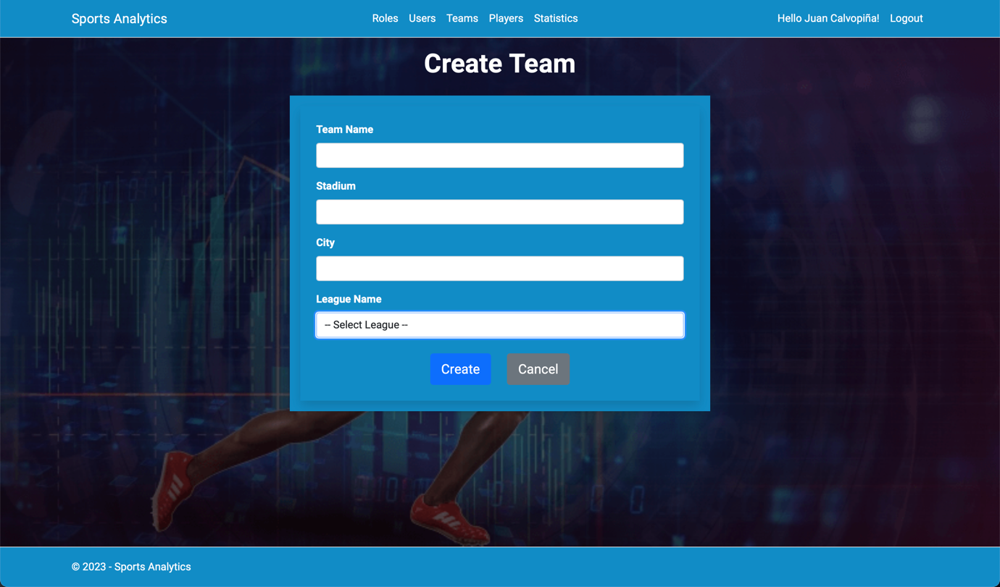 Sports Analytics
Roles Users Teams Players Statistics
Hello Juan Calvopiña! Logout
Create Team
Team Name
Stadium
City
League Name
-- Select League --
Create Cancel
© 2023 - Sports Analytics